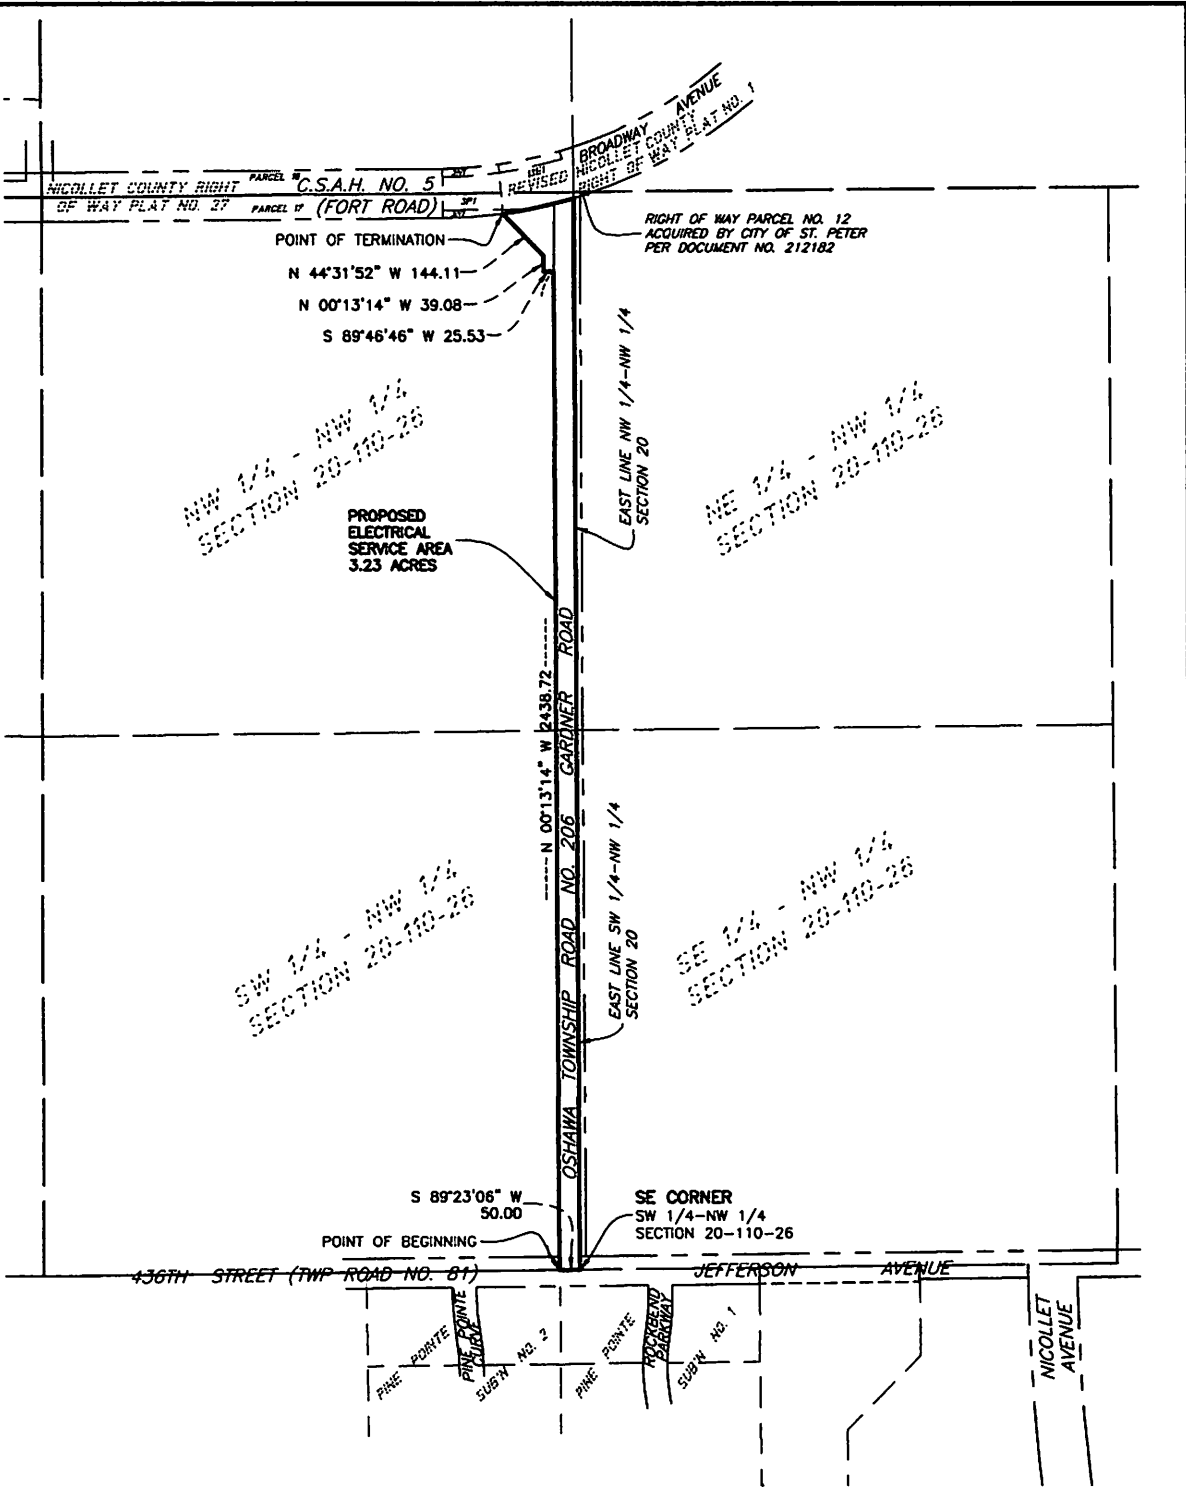 BROADWAY AVENUE
REVISED NICOLLET COUNTY
RIGHT OF WAY PLAT NO. 1
NICOLLET COUNTY RIGHT
OF WAY PLAT NO. 27
PARCEL
C.S.A.H. NO. 5
PARCEL 17
(FORT ROAD)
RIGHT OF WAY PARCEL NO. 12
ACQUIRED BY CITY OF ST. PETER
PER DOCUMENT NO. 212182
POINT OF TERMINATION
N 44°31'52" W 144.11
N 00°13'14" W 39.08
S 89°46'46" W 25.53
EAST LINE NW 1/4-NW 1/4
SECTION 20
NW 1/4 - NW 1/4
SECTION 20-110-26
NE 1/4 - NW 1/4
SECTION 20-110-26
PROPOSED
ELECTRICAL
SERVICE AREA
3.23 ACRES
N 00°13'14" W 2438.72
OSHAWA TOWNSHIP ROAD NO. 206 GARDNER ROAD
EAST LINE SW 1/4-NW 1/4
SECTION 20
SW 1/4 - NW 1/4
SECTION 20-110-26
SE 1/4 - NW 1/4
SECTION 20-110-26
S 89°23'06" W
50.00
SE CORNER
SW 1/4-NW 1/4
SECTION 20-110-26
POINT OF BEGINNING
436TH STREET (TWP ROAD NO. 81)
JEFFERSON AVENUE
PINE POINTE
SUB'N NO. 2
PINE POINTE
CURVE
PINE POINTE
SUB'N NO. 1
ROCKBEND
PARKWAY
NICOLLET
AVENUE